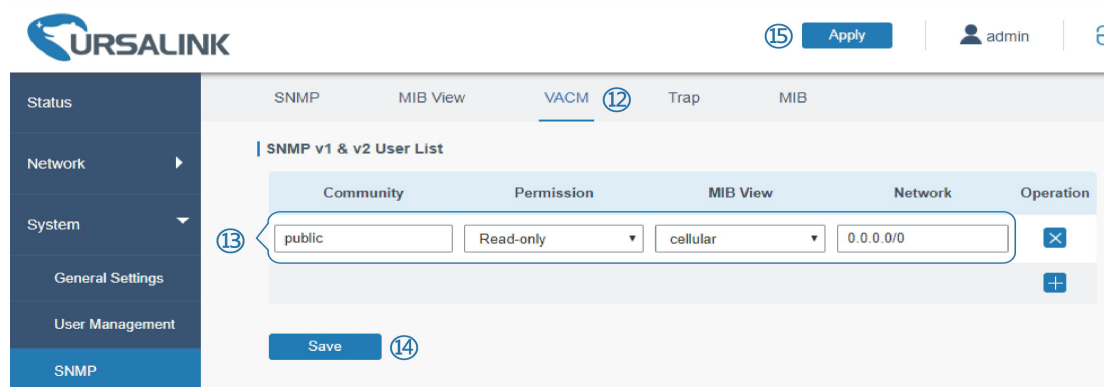 URSALINK
⑮ Apply admin
Status
Network
System
General Settings
User Management
SNMP
SNMP MIB View VACM ⑫ Trap MIB
SNMP v1 & v2 User List
Community Permission MIB View Network Operation
⑬ public Read-only cellular 0.0.0.0/0
Save ⑭